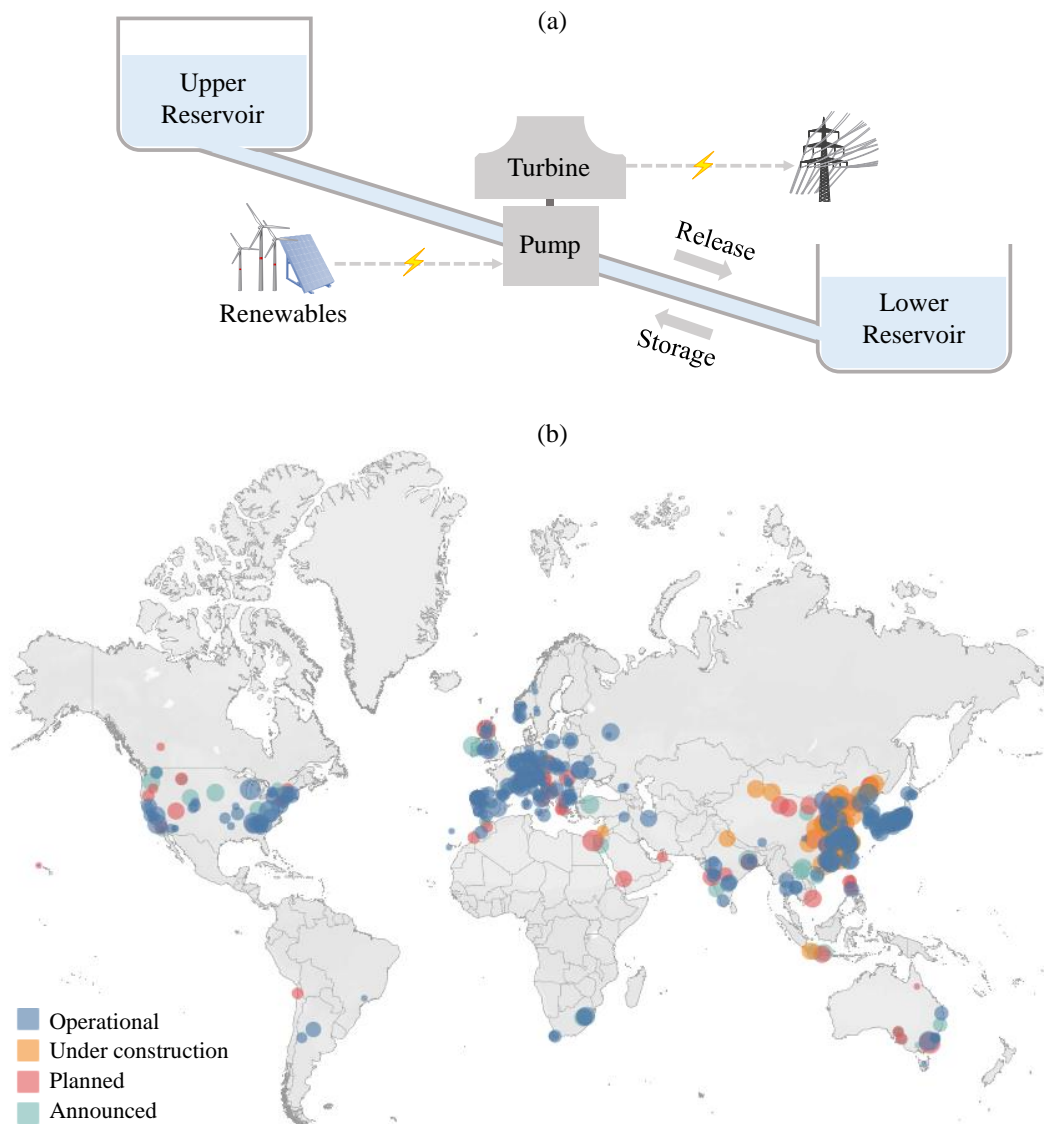 (a)
Upper
Reservoir
Turbine
Pump
Release
Storage
Renewables
Lower
Reservoir
(b)
Operational
Under construction
Planned
Announced